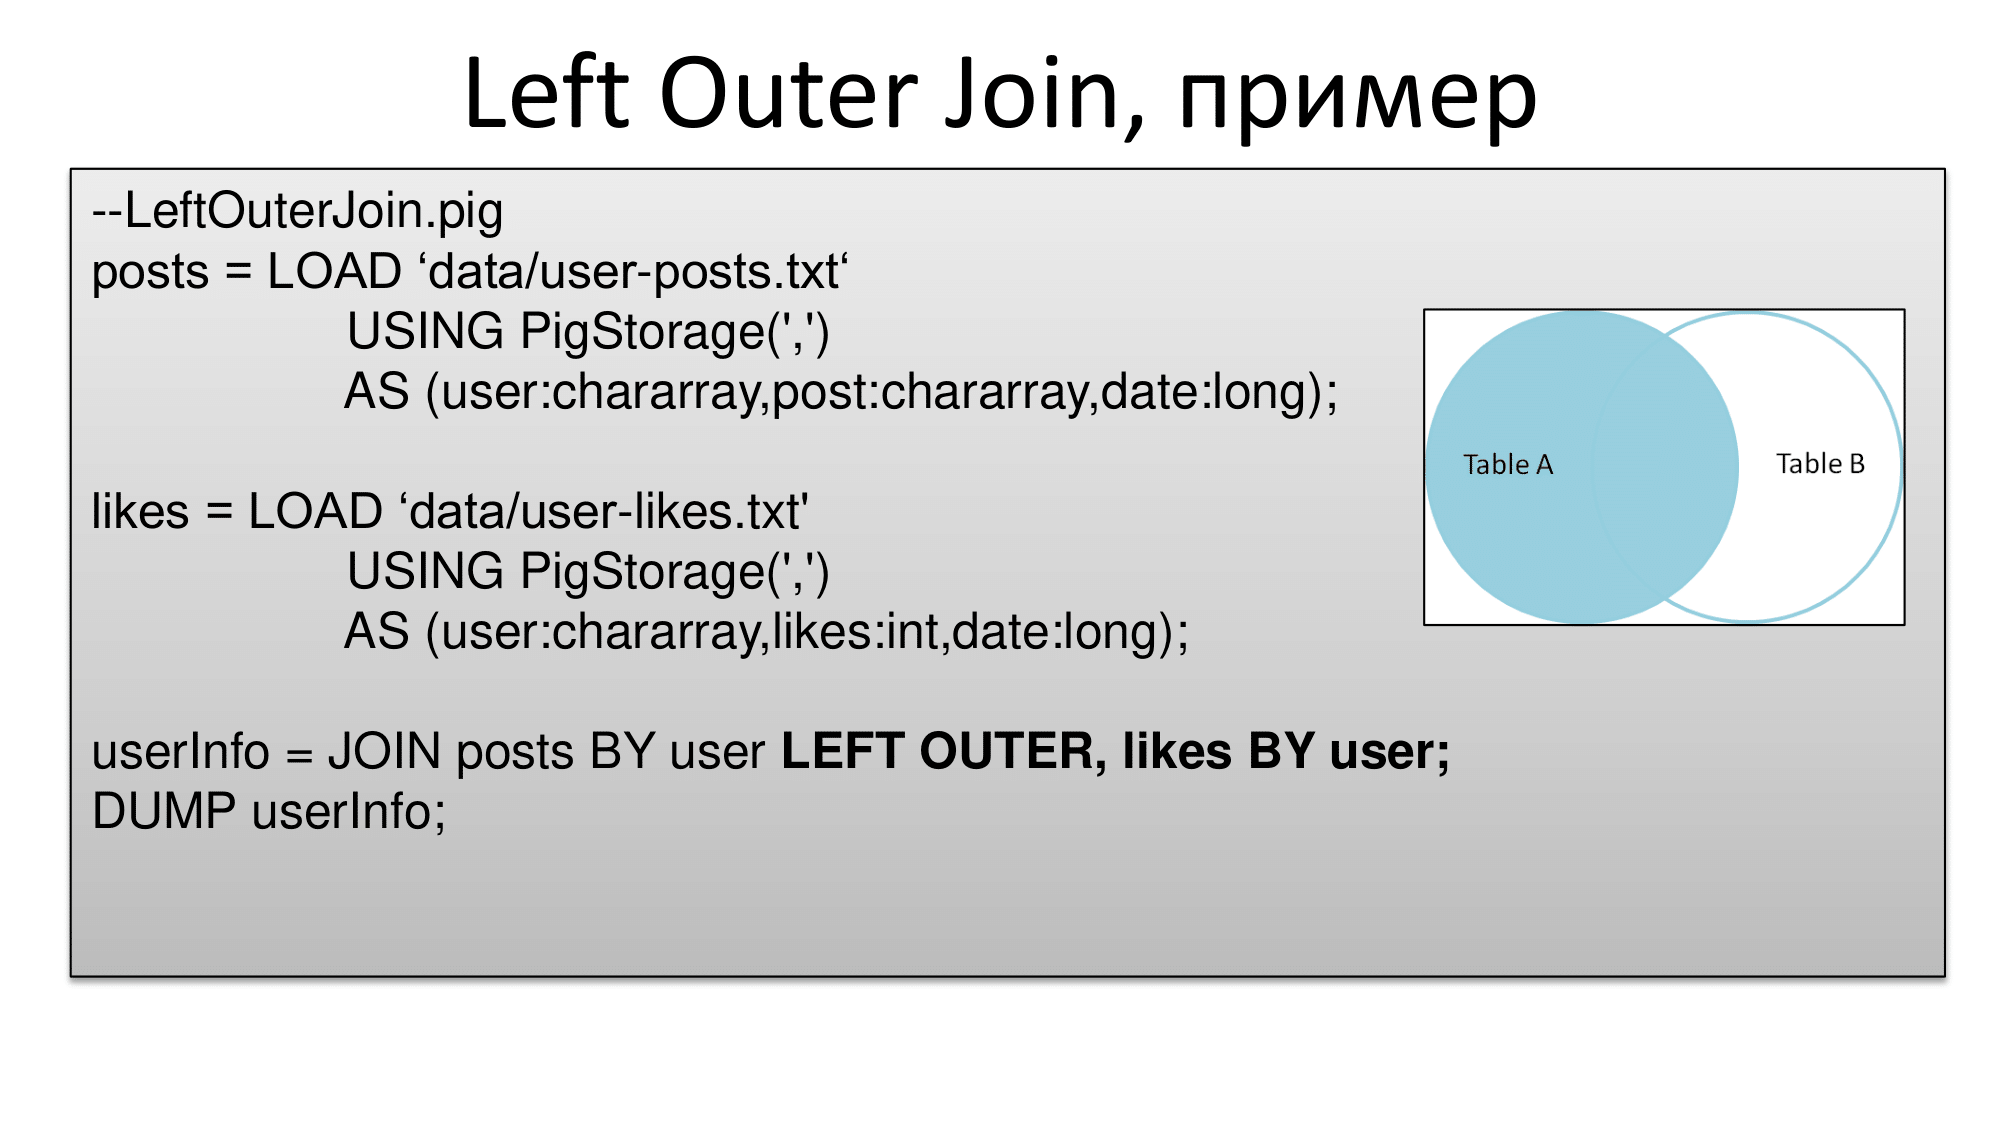 Left Outer Join, пример
--LeftOuterJoin.pig
posts = LOAD ‘data/user-posts.txt‘
USING PigStorage(',')
AS (user:chararray,post:chararray,date:long);
likes = LOAD ‘data/user-likes.txt'
USING PigStorage(',')
AS (user:chararray,likes:int,date:long);
userInfo = JOIN posts BY user LEFT OUTER, likes BY user;
DUMP userInfo;
Table A
Table B